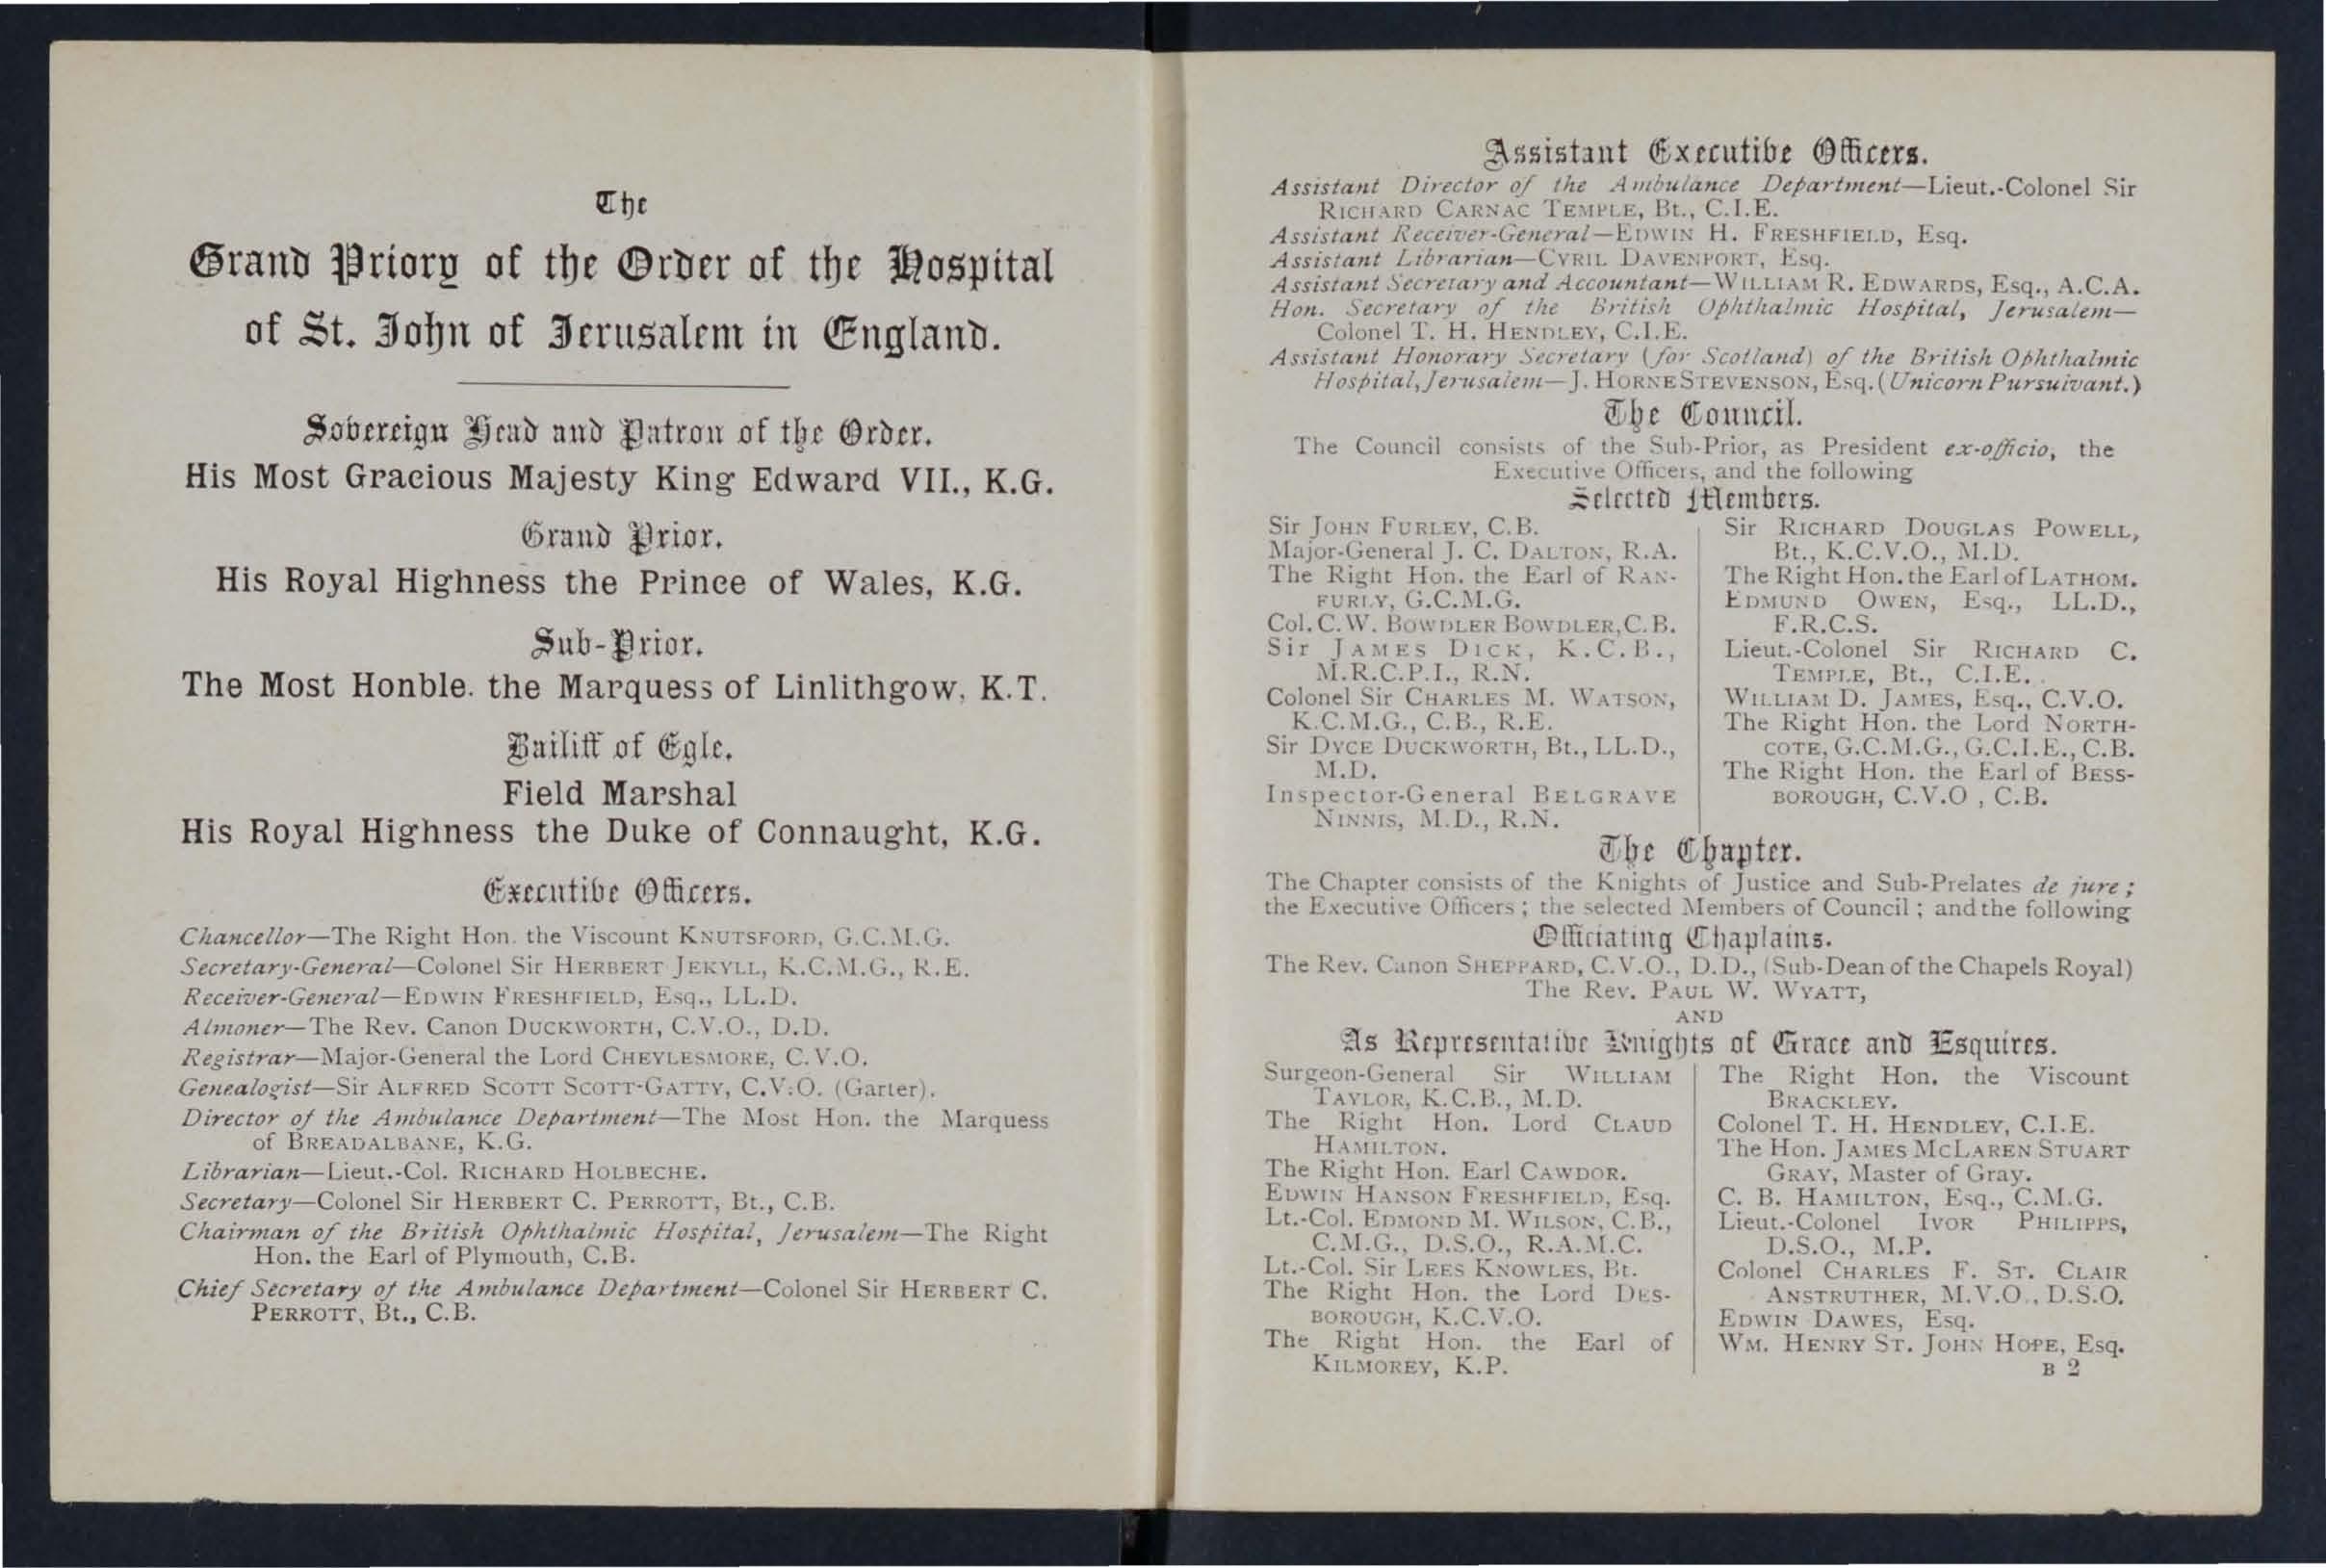 The
Grand Priory of the Order of the Hospital
of St. John of Jerusalem in England.
Sovereign Head and Patron of the Order.
His Most Gracious Majesty King Edward VII., K.G.
Grand Prior.
His Royal Highness the Prince of Wales, K.G.
Sub-Prior.
The Most Honble. the Marquess of Linlithgow, K.T.
Bailiff of Egle.
Field Marshal
His Royal Highness the Duke of Connaught, K.G.
Executive Officers.
Chancellor—The Right Hon. the Viscount KNUTSFORD, G.C.M.G.
Secretary-General—Colonel Sir HERBERT JEKYLL, K.C.M.G., R.E.
Receiver-General—EDWIN FRESHFIELD, Esq., LL.D.
Almoner—The Rev. Canon DUCKWORTH, C.V.O., D.D.
Registrar—Major-General the Lord CHEYLESMORE, C.V.O.
Genealogist—Sir ALFRED SCOTT SCOTT-GATTY, C.V.O. (Garter).
Director of the Ambulance Department—The Most Hon. the Marquess
of BREADALBANE, K.G.
Librarian—Lieut.-Col. RICHARD HOLBECHE.
Secretary—Colonel Sir HERBERT C. PERROTT, Bt., C.B.
Chairman of the British Ophthalmic Hospital, Jerusalem—The Right
Hon. the Earl of Plymouth, C.B.
Chief Secretary of the Ambulance Department—Colonel Sir HERBERT C.
PERROTT, Bt., C.B.
Assistant Executive Officers.
Assistant Director of the Ambulance Department—Lieut.-Colonel Sir
RICHARD CARNAC TEMPLE, Bt., C.I.E.
Assistant Receiver-General—EDWIN H. FRESHFIELD, Esq.
Assistant Librarian—CYRIL DAVENPORT, Esq.
Assistant Secretary and Accountant—WILLIAM R. EDWARDS, Esq., A.C.A.
Hon. Secretary of the British Ophthalmic Hospital, Jerusalem—
Colonel T. H. HENDLEY, C.I.E.
Assistant Honorary Secretary (for Scotland) of the British Ophthalmic
Hospital, Jerusalem—J. HORNE STEVENSON, Esq. (Unicorn Pursuivant.)
The Council.
The Council consists of the Sub-Prior, as President ex-officio, the
Executive Officers, and the following
Selected Members.
Sir JOHN FURLEY, C.B.
Major-General J. C. DALTON, R.A.
The Right Hon. the Earl of RAN-
FURLY, G.C.M.G.
Col. C. W. BOWDLER BOWDLER, C.B.
Sir JAMES DICK, K.C.B.,
M.R.C.P.I., R.N.
Colonel Sir CHARLES M. WATSON,
K.C.M.G., C.B., R.E.
Sir DYCE DUCKWORTH, Bt., LL.D.,
M.D.
Inspector-General BELGRAVE
NINNIS, M.D., R.N.
Sir RICHARD DOUGLAS POWELL,
Bt., K.C.V.O., M.D.
The Right Hon. the Earl of LATHOM.
EDMUND OWEN, Esq., LL.D.,
F.R.C.S.
Lieut.-Colonel Sir RICHARD C.
TEMPLE, Bt., C.I.E.
WILLIAM D. JAMES, Esq., C.V.O.
The Right Hon. the Lord NORTH-
COTE, G.C.M.G., G.C.I.E., C.B.
The Right Hon. the Earl of BESS-
BOROUGH, C.V.O , C.B.
The Chapter.
The Chapter consists of the Knights of Justice and Sub-Prelates de jure ;
the Executive Officers ; the selected Members of Council ; and the following
Officiating Chaplains.
The Rev. Canon SHEPPARD, C.V.O., D.D., (Sub-Dean of the Chapels Royal)
The Rev. PAUL W. WYATT,
AND
As Representative Knights of Grace and Esquires.
Surgeon-General Sir WILLIAM
TAYLOR, K.C.B., M.D.
The Right Hon. Lord CLAUD
HAMILTON.
The Right Hon. Earl CAWDOR.
EDWIN HANSON FRESHFIELD, Esq.
Lt.-Col. EDMOND M. WILSON, C.B.,
C.M.G., D.S.O., R.A.M.C.
Lt.-Col. Sir LEES KNOWLES, Bt.
The Right Hon. the Lord DES-
BOROUGH, K.C.V.O.
The Right Hon. the Earl of
KILMOREY, K.P.
The Right Hon. the Viscount
BRACKLEY.
Colonel T. H. HENDLEY, C.I.E.
The Hon. JAMES MCLAREN STUART
GRAY, Master of Gray.
C. B. HAMILTON, Esq., C.M.G.
Lieut.-Colonel IVOR PHILIPPS,
D.S.O., M.P.
Colonel CHARLES F. ST. CLAIR
ANSTRUTHER, M.V.O., D.S.O.
EDWIN DAWES, Esq.
WM. HENRY ST. JOHN HOPE, Esq.
B 2